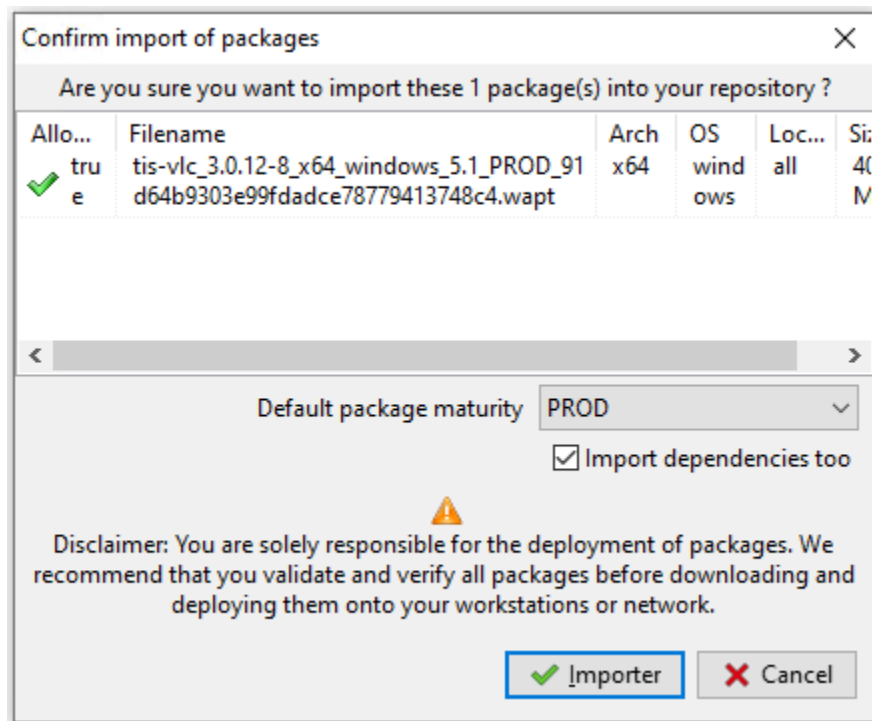 Confirm import of packages
Are you sure you want to import these 1 package(s) into your repository ?
Allo... Filename Arch OS Loc... Siz
tru tis-vlc_3.0.12-8_x64_windows_5.1_PROD_91 x64 wind all 40
e d64b9303e99fdadce78779413748c4.wapt ows M
Default package maturity PROD
Import dependencies too
Disclaimer: You are solely responsible for the deployment of packages. We
recommend that you validate and verify all packages before downloading and
deploying them onto your workstations or network.
Importer Cancel